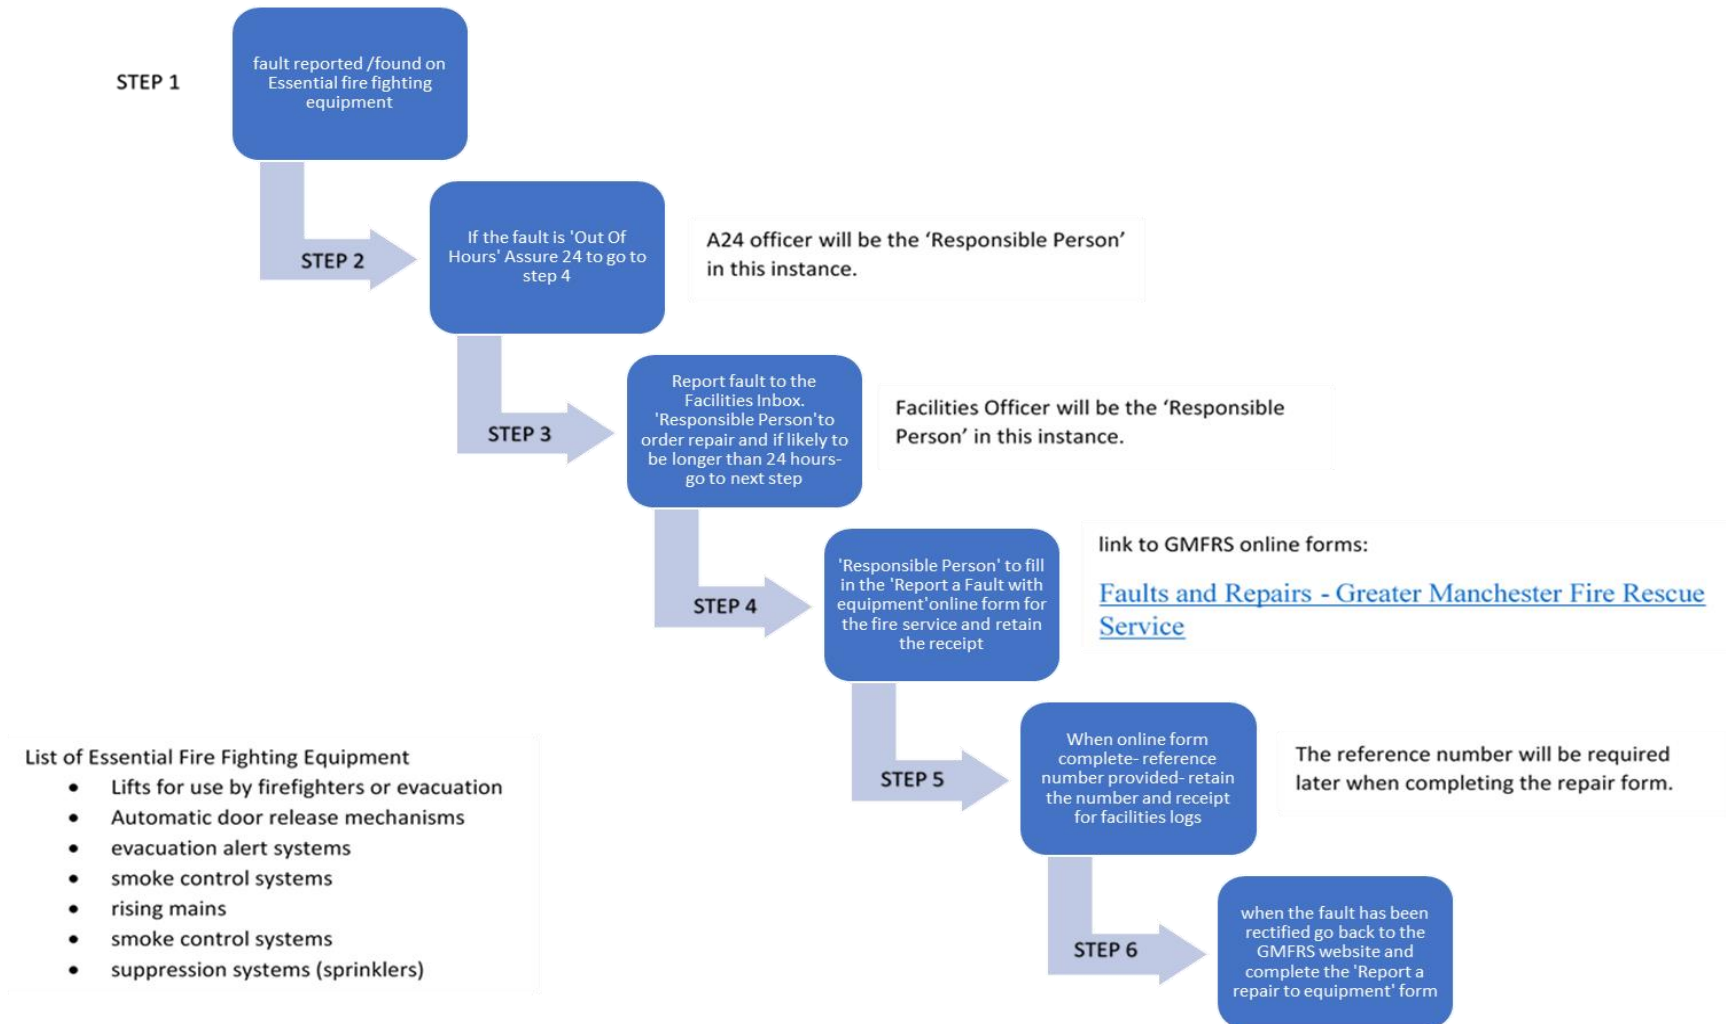 STEP 1
fault reported /found on
Essential fire fighting
equipment
STEP 2
If the fault is 'Out Of
Hours' Assure 24 to go to
step 4
A24 officer will be the ‘Responsible Person’
in this instance.
STEP 3
Report fault to the
Facilities Inbox.
'Responsible Person'to
order repair and if likely to
be longer than 24 hours-
go to next step
Facilities Officer will be the ‘Responsible
Person’ in this instance.
STEP 4
'Responsible Person' to fill
in the 'Report a Fault with
equipment'online form for
the fire service and retain
the receipt
link to GMFRS online forms:
Faults and Repairs - Greater Manchester Fire Rescue
Service
STEP 5
When online form
complete- reference
number provided- retain
the number and receipt
for facilities logs
The reference number will be required
later when completing the repair form.
STEP 6
when the fault has been
rectified go back to the
GMFRS website and
complete the 'Report a
repair to equipment' form
List of Essential Fire Fighting Equipment
• Lifts for use by firefighters or evacuation
• Automatic door release mechanisms
• evacuation alert systems
• smoke control systems
• rising mains
• smoke control systems
• suppression systems (sprinklers)